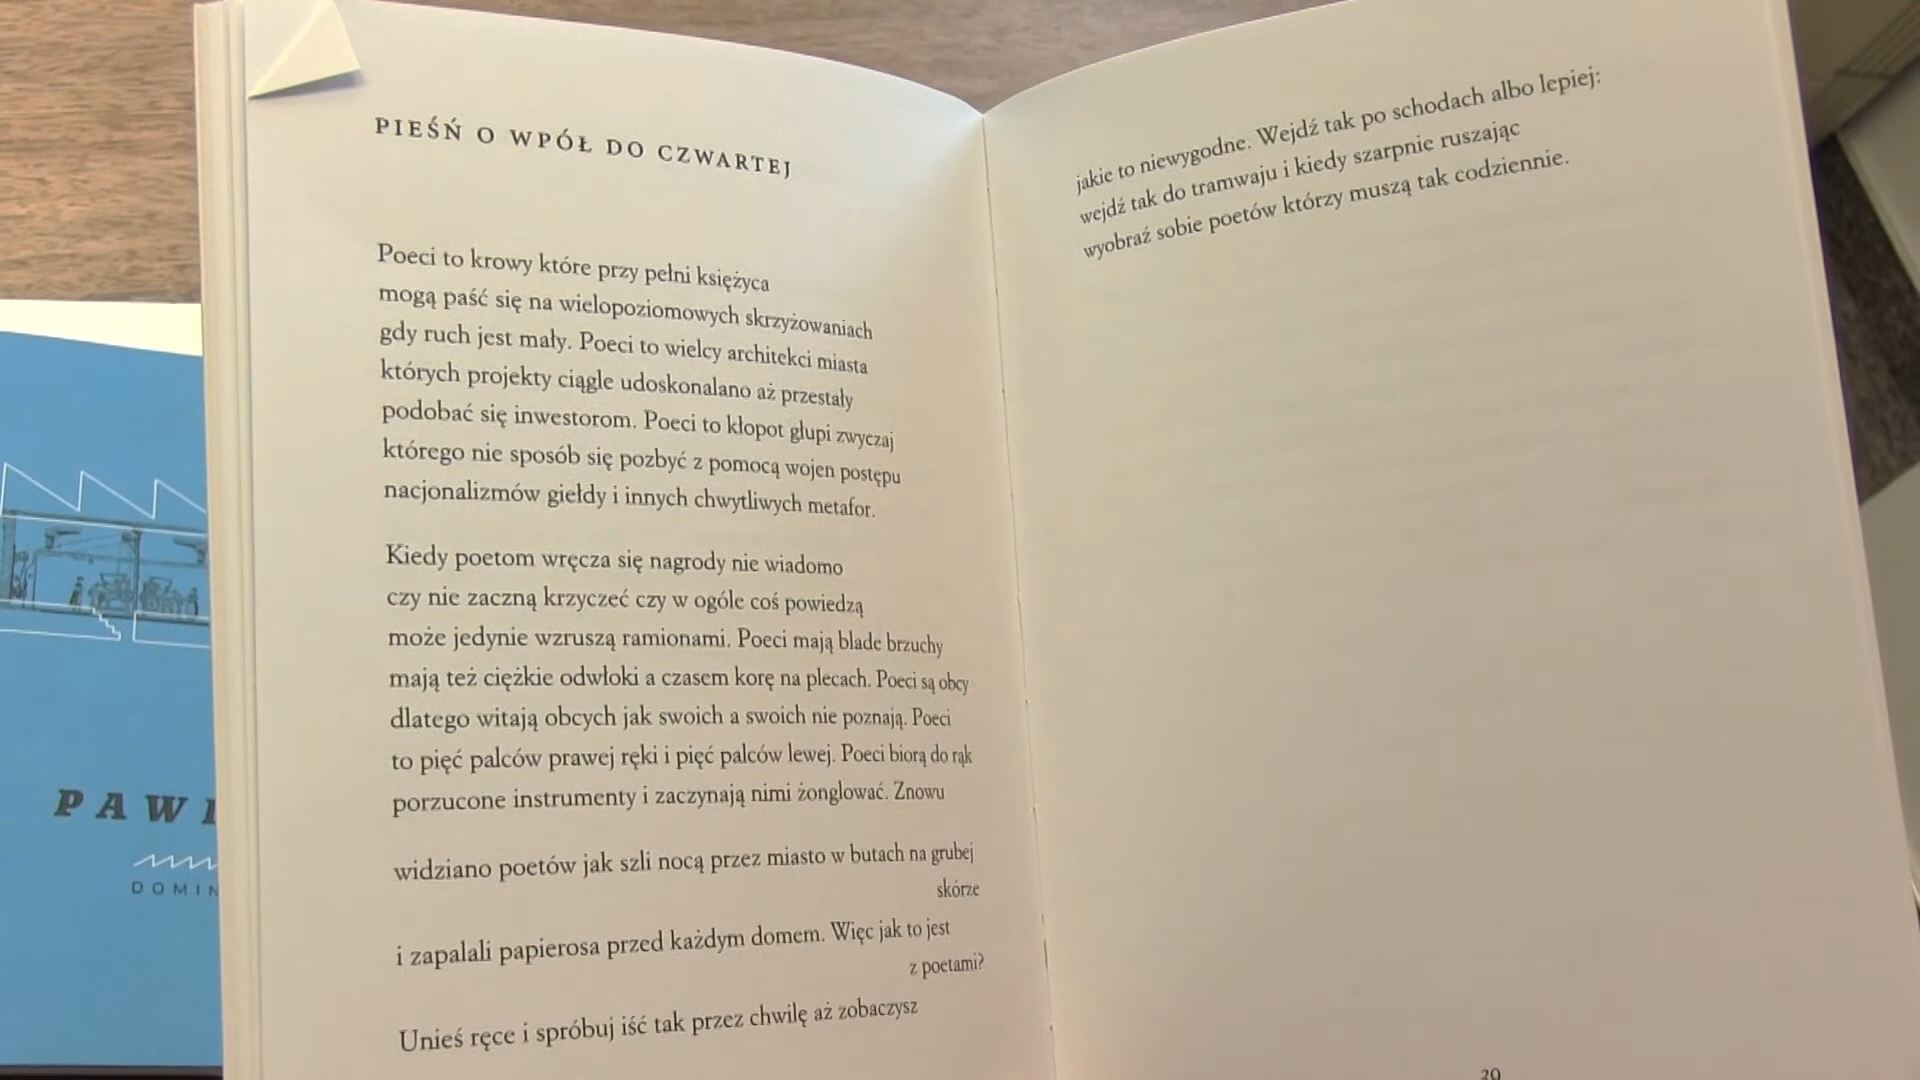 PIEŚŃ O WPÓŁ DO CZWARTEJ
Poeci to krowy które przy pełni księżyca
mogą paść się na wielopoziomowych skrzyżowaniach
gdy ruch jest mały. Poeci to wielcy architekci miasta
których projekty ciągle udoskonalano aż przestały
podobać się inwestorom. Poeci to kłopot głupi zwyczaj
którego nie sposób się pozbyć z pomocą wojen postępu
nacjonalizmów giełdy i innych chwytliwych metafor.
Kiedy poetom wręcza się nagrody nie wiadomo
czy nie zaczną krzyczeć czy w ogóle coś powiedzą
może jedynie wzruszą ramionami. Poeci mają blade brzuchy
mają też ciężkie odwłoki a czasem korę na plecach. Poeci są obcy
dlatego witają obcych jak swoich a swoich nie poznają. Poeci
to pięć palców prawej ręki i pięć palców lewej. Poeci biorą do rąk
porzucone instrumenty i zaczynają nimi żonglować. Znowu
widziano poetów jak szli nocą przez miasto w butach na grubej
skórze
i zapalali papierosa przed każdym domem. Więc jak to jest
z poetami?
Unieś ręce i spróbuj iść tak przez chwilę aż zobaczysz
jakie to niewygodne. Wejdź tak po schodach albo lepiej:
wejdź tak do tramwaju i kiedy szarpnie ruszając
wyobraź sobie poetów którzy muszą tak codziennie.
PAW
DOMIN